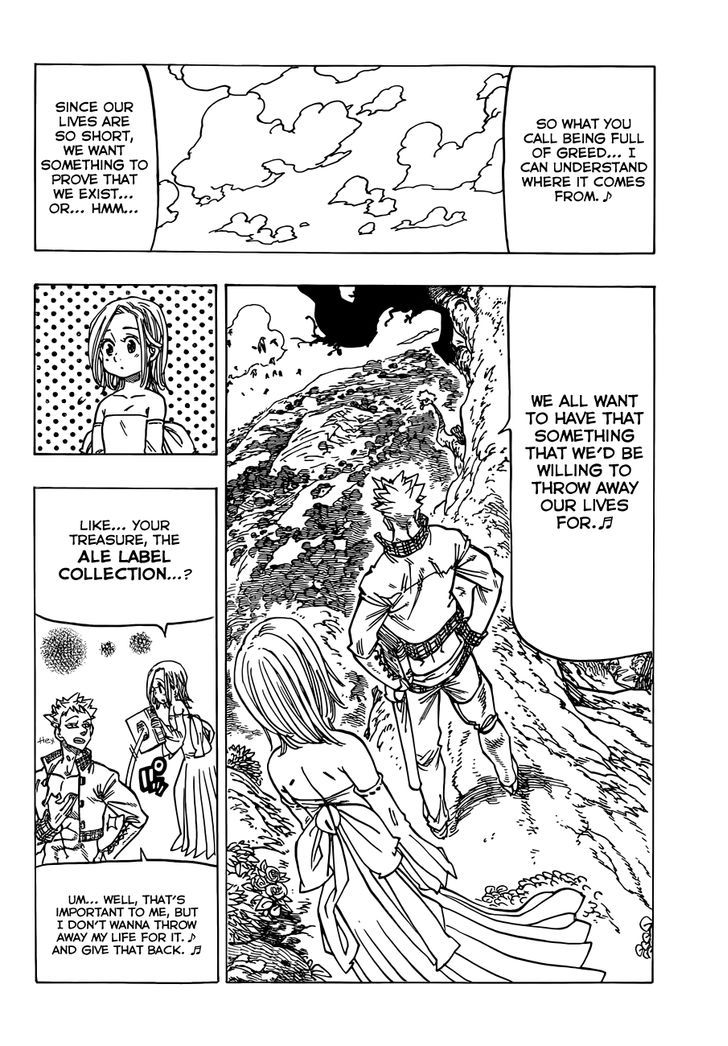 SO WHAT YOU
CALL BEING FULL
OF GREED... I
CAN UNDERSTAND
WHERE IT COMES
FROM.♪
SINCE OUR
LIVES ARE
SO SHORT,
WE WANT
SOMETHING TO
PROVE THAT
WE EXIST...
OR... HMM...
WE ALL WANT
TO HAVE THAT
SOMETHING
THAT WE'D BE
WILLING TO
THROW AWAY
OUR LIVES
FOR.♬
LIKE... YOUR
TREASURE, THE
ALE LABEL
COLLECTION...?
Hey
UM... WELL, THAT'S
IMPORTANT TO ME, BUT
I DON'T WANNA THROW
AWAY MY LIFE FOR IT.♪
AND GIVE THAT BACK. ♬